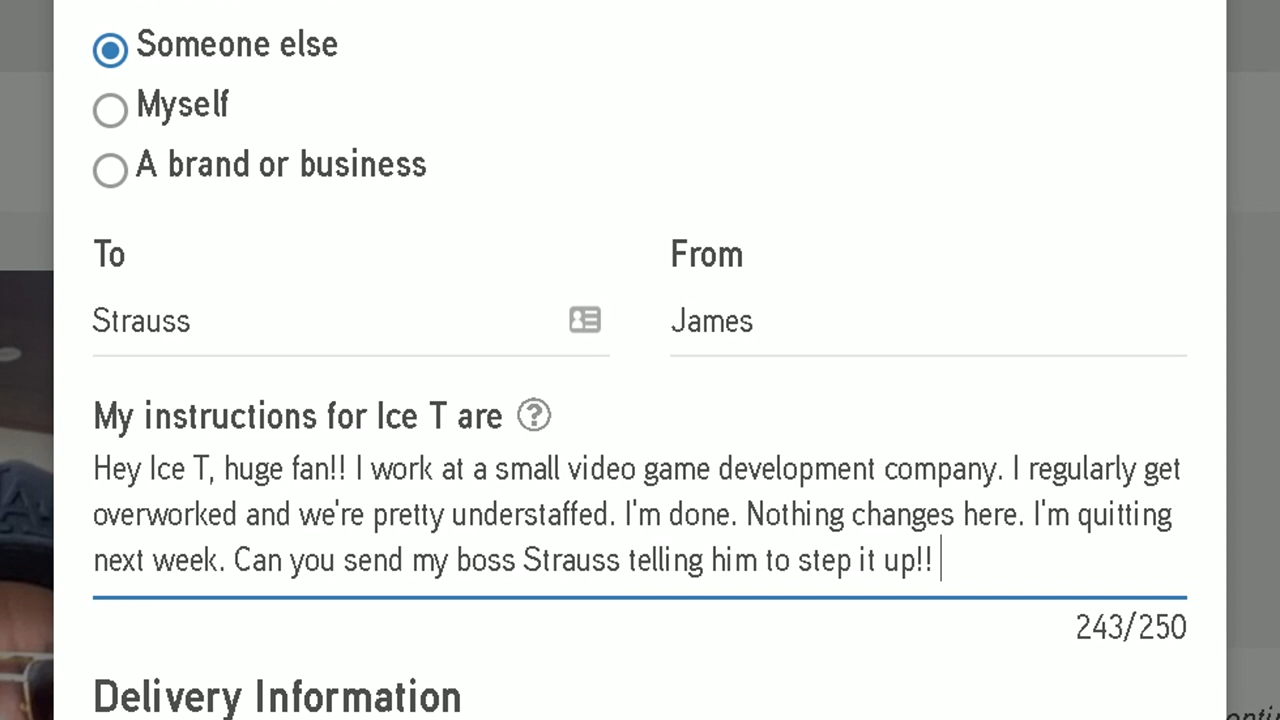 Someone else
Myself
A brand or business
To
From
Strauss
James
My instructions for Ice T are ?
Hey Ice T, huge fan!! I work at a small video game development company. I regularly get
overworked and we're pretty understaffed. I'm done. Nothing changes here. I'm quitting
next week. Can you send my boss Strauss telling him to step it up!!
243/250
Delivery Information